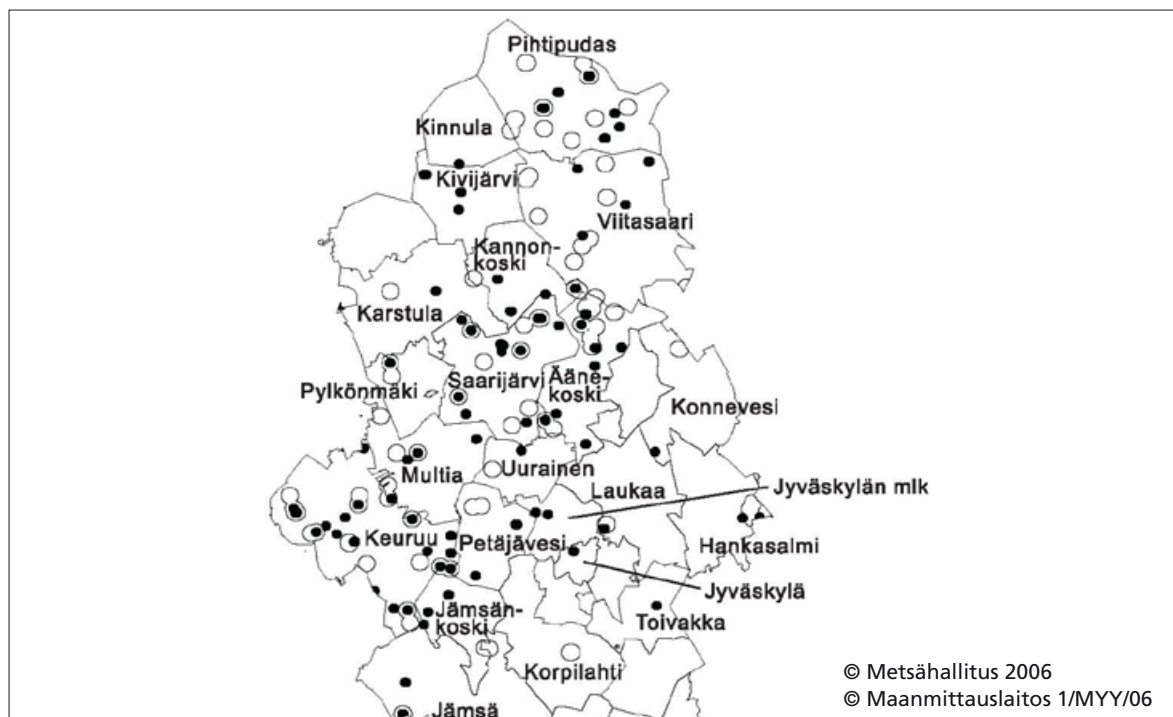 Pihtipudas
Kinnula
Kivijärvi
Viitasaari
Kannon-
koski
Karstula
Pylkönmäki
Saarijärvi
Ääne-
koski
Konnevesi
Multia
Uurainen
Laukaa
Jyväskylän mlk
Keuruu
Petäjävesi
Hankasalmi
Jyväskylä
Jämsän-
koski
Toivakka
Korpilahti
Jämsä
© Metsähallitus 2006
© Maanmittauslaitos 1/MYY/06